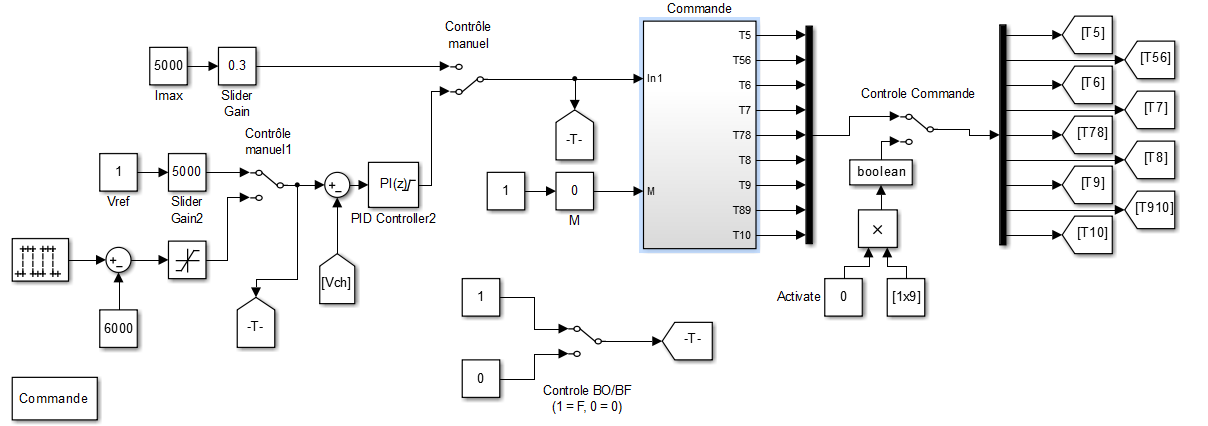 Commande
Contrôle
manuel
5000
Imax
0.3
Slider
Gain
Contrôle
manuel1
1
Vref
5000
Slider
Gain2
+
-
PI(z)
PID Controller2
-T-
1
0
M
In1
M
T5
T56
T6
T7
T78
T8
T9
T89
T10
Controle Commande
boolean
×
Activate
0
[1x9]
[T5]
[T56]
[T6]
[T7]
[T78]
[T8]
[T9]
[T910]
[T10]
+
-
6000
-T-
[Vch]
1
0
Controle BO/BF
(1 = F, 0 = 0)
-T-
Commande